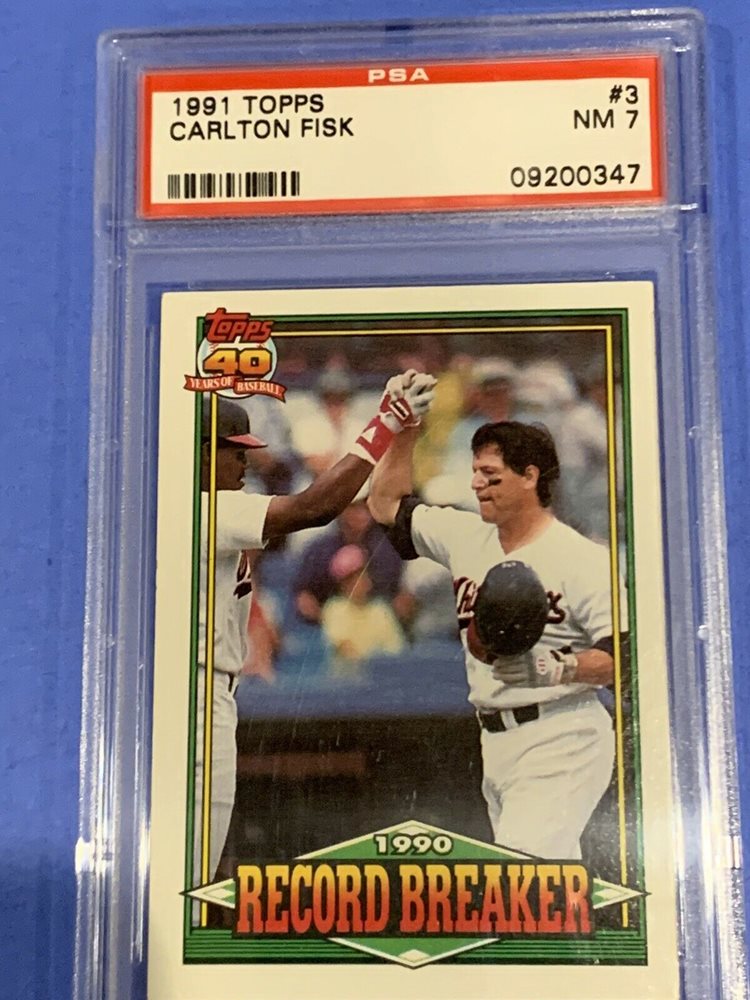 PSA
1991 TOPPS #3
CARLTON FISK NM 7
09200347
Topps
40
YEARS OF BASEBALL
1990
RECORD BREAKER